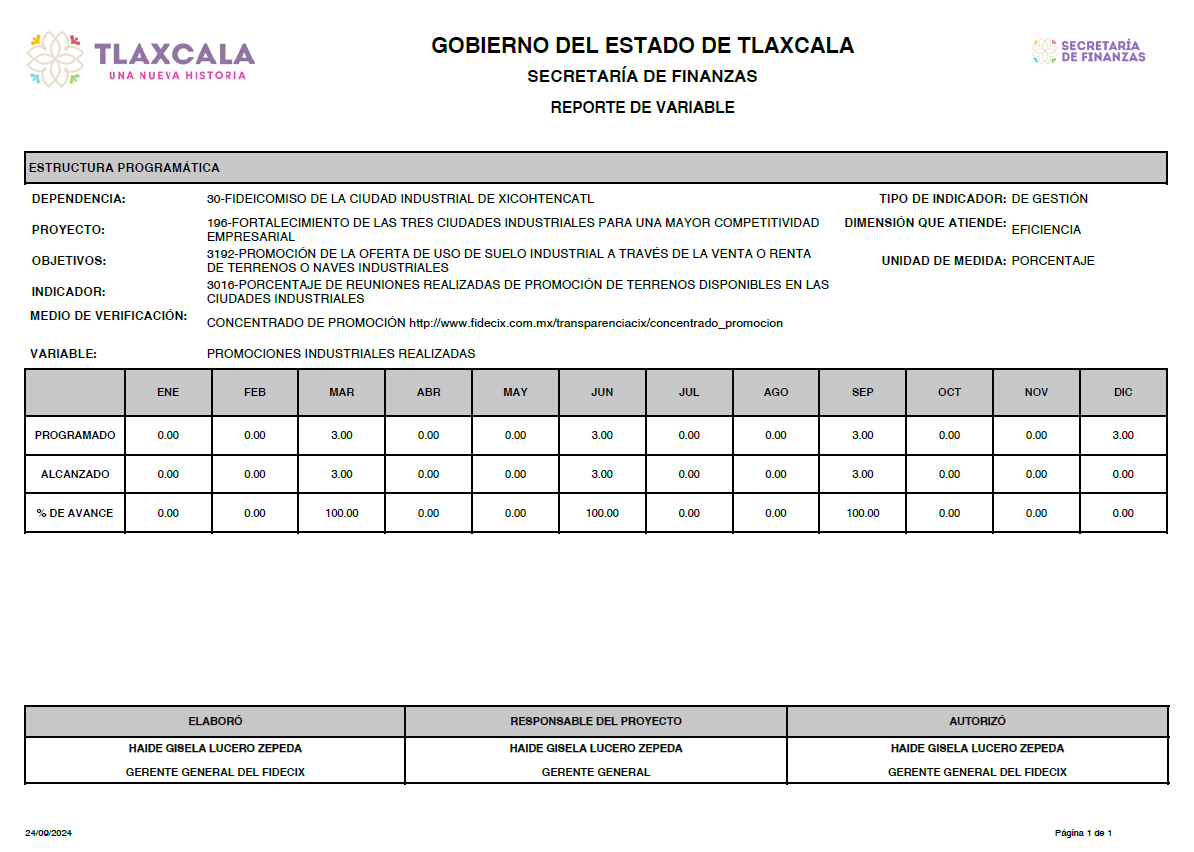 TLAXCALA
UNA NUEVA HISTORIA
GOBIERNO DEL ESTADO DE TLAXCALA
SECRETARÍA DE FINANZAS
REPORTE DE VARIABLE
SECRETARÍA
DE FINANZAS
ESTRUCTURA PROGRAMÁTICA
DEPENDENCIA: 30-FIDEICOMISO DE LA CIUDAD INDUSTRIAL DE XICOHTENCATL TIPO DE INDICADOR: DE GESTIÓN
PROYECTO: 196-FORTALECIMIENTO DE LAS TRES CIUDADES INDUSTRIALES PARA UNA MAYOR COMPETITIVIDAD
EMPRESARIAL
DIMENSIÓN QUE ATIENDE: EFICIENCIA
OBJETIVOS: 3192-PROMOCIÓN DE LA OFERTA DE USO DE SUELO INDUSTRIAL A TRAVÉS DE LA VENTA O RENTA
DE TERRENOS O NAVES INDUSTRIALES
UNIDAD DE MEDIDA: PORCENTAJE
INDICADOR: 3016-PORCENTAJE DE REUNIONES REALIZADAS DE PROMOCIÓN DE TERRENOS DISPONIBLES EN LAS
CIUDADES INDUSTRIALES
MEDIO DE VERIFICACIÓN: CONCENTRADO DE PROMOCIÓN http://www.fidecix.com.mx/transparenciacix/concentrado_promocion
VARIABLE: PROMOCIONES INDUSTRIALES REALIZADAS
ENE FEB MAR ABR MAY JUN JUL AGO SEP OCT NOV DIC
PROGRAMADO 0.00 0.00 3.00 0.00 0.00 3.00 0.00 0.00 3.00 0.00 0.00 3.00
ALCANZADO 0.00 0.00 3.00 0.00 0.00 3.00 0.00 0.00 3.00 0.00 0.00 0.00
% DE AVANCE 0.00 0.00 100.00 0.00 0.00 100.00 0.00 0.00 100.00 0.00 0.00 0.00
ELABORÓ RESPONSABLE DEL PROYECTO AUTORIZÓ
HAIDE GISELA LUCERO ZEPEDA HAIDE GISELA LUCERO ZEPEDA HAIDE GISELA LUCERO ZEPEDA
GERENTE GENERAL DEL FIDECIX GERENTE GENERAL GERENTE GENERAL DEL FIDECIX
24/09/2024 Página 1 de 1